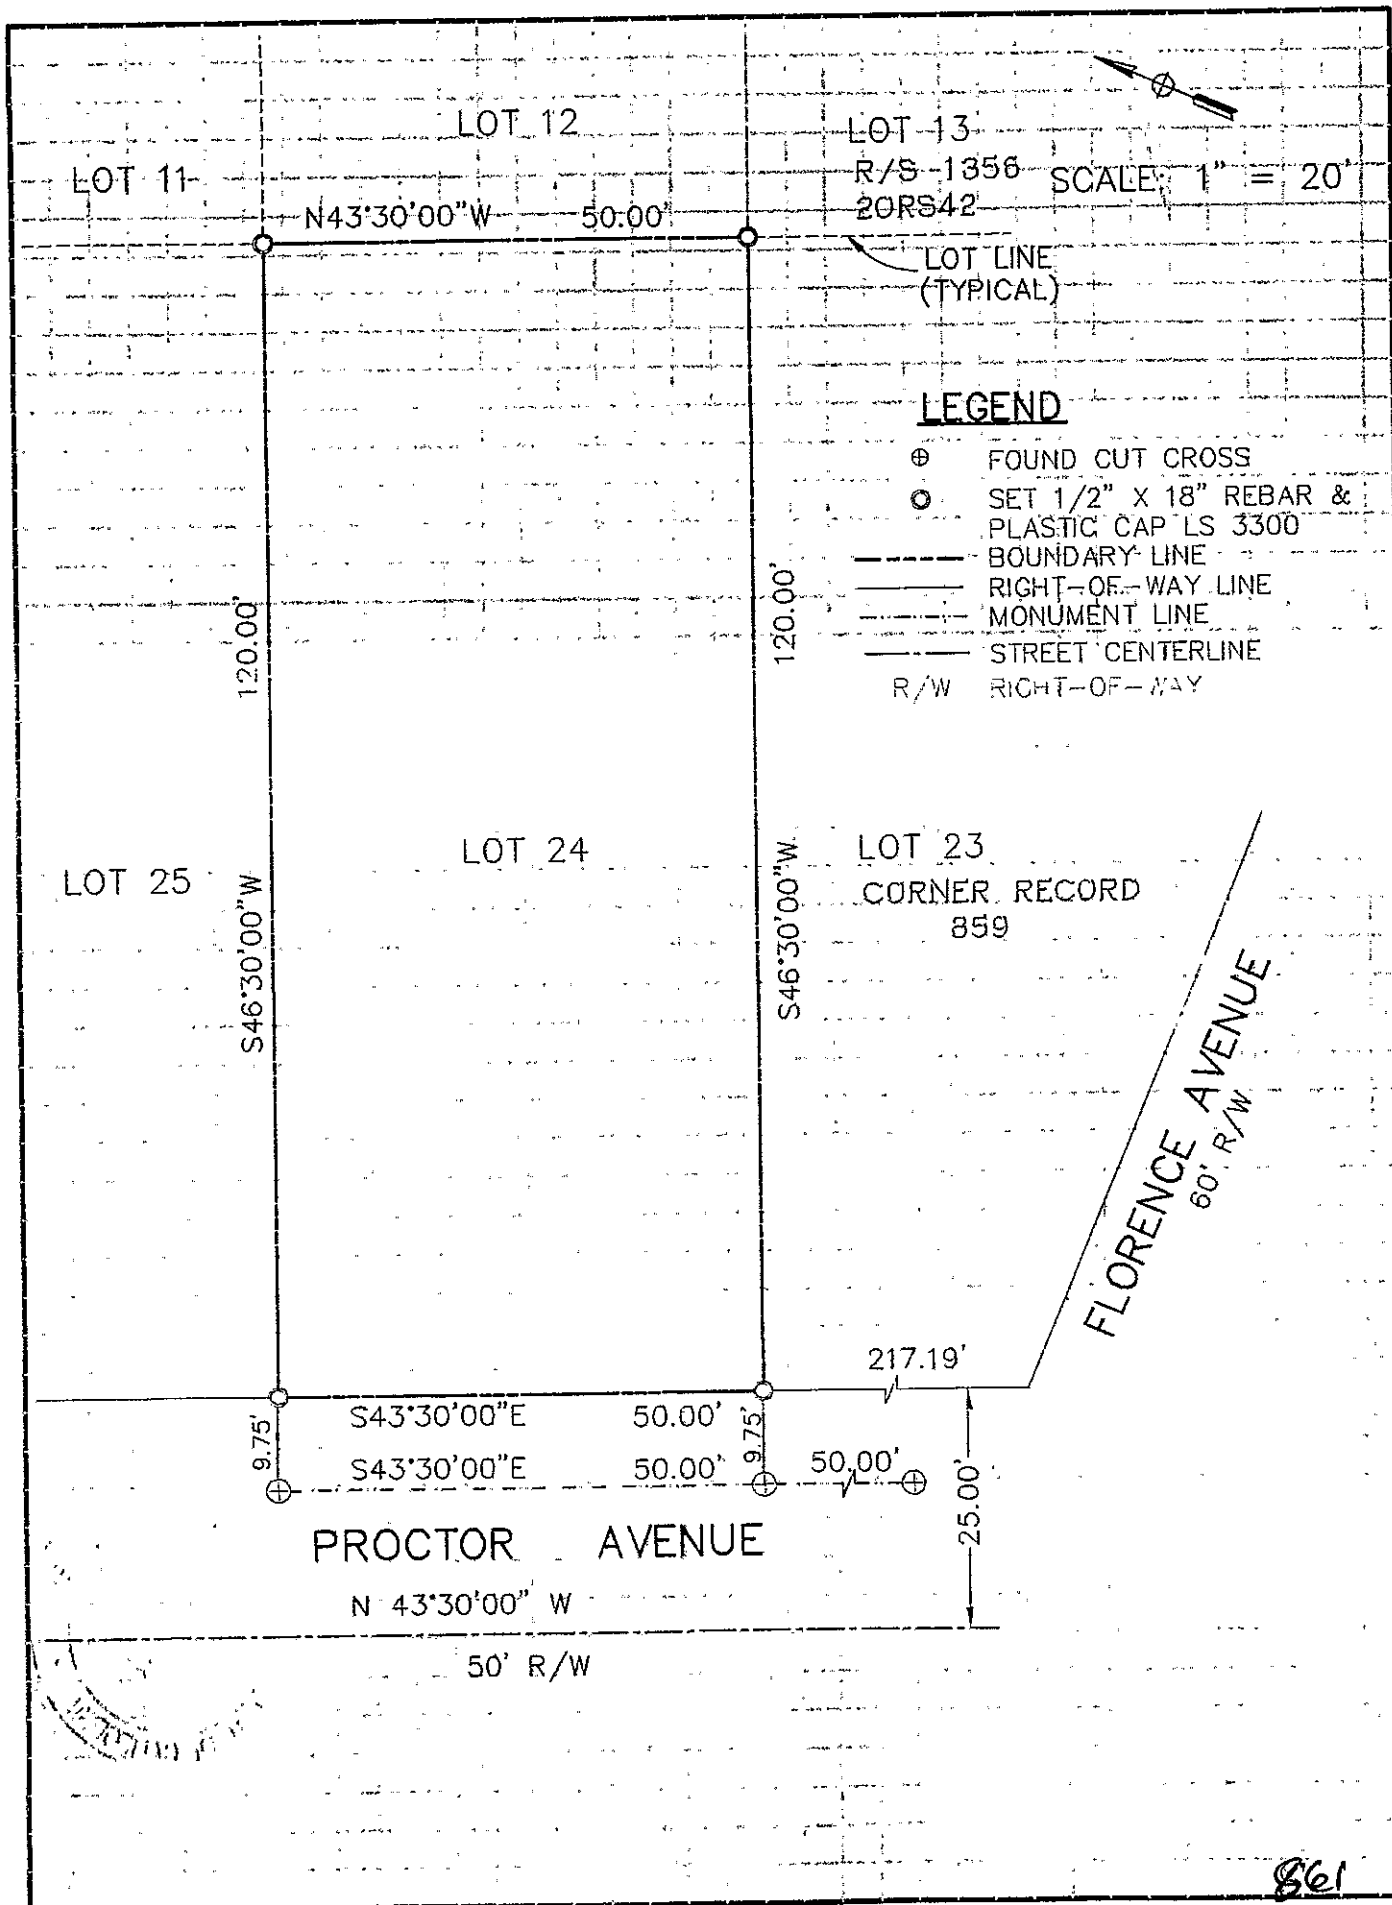 LOT 12
LOT 13
R/S 1356
20RS42
SCALE: 1" = 20'
LOT 11
N43°30'00"W 50.00'
LOT LINE
(TYPICAL)
LEGEND
⊕ FOUND CUT CROSS
SET 1/2" X 18" REBAR &
PLASTIC CAP LS 3300
BOUNDARY LINE
RIGHT-OF-WAY LINE
MONUMENT LINE
STREET CENTERLINE
R/W RIGHT-OF-WAY
120.00'
120.00'
LOT 24
LOT 23
CORNER RECORD
859
LOT 25
S46°30'00"W
S46°30'00"W
FLORENCE AVENUE
60' R/W
217.19'
S43°30'00"E 50.00'
9.75'
9.75'
S43°30'00"E 50.00'
50.00'
25.00'
PROCTOR AVENUE
N 43°30'00" W
50' R/W
861